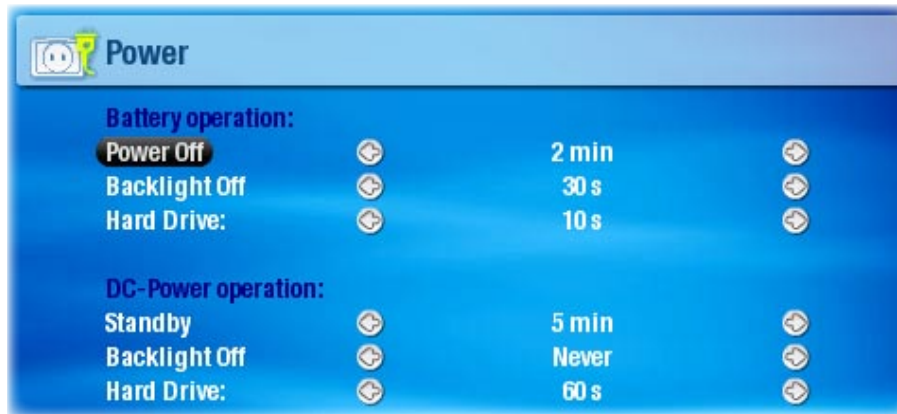 Power
Battery operation:
Power Off 2 min
Backlight Off 30 s
Hard Drive: 10 s
DC-Power operation:
Standby 5 min
Backlight Off Never
Hard Drive: 60 s